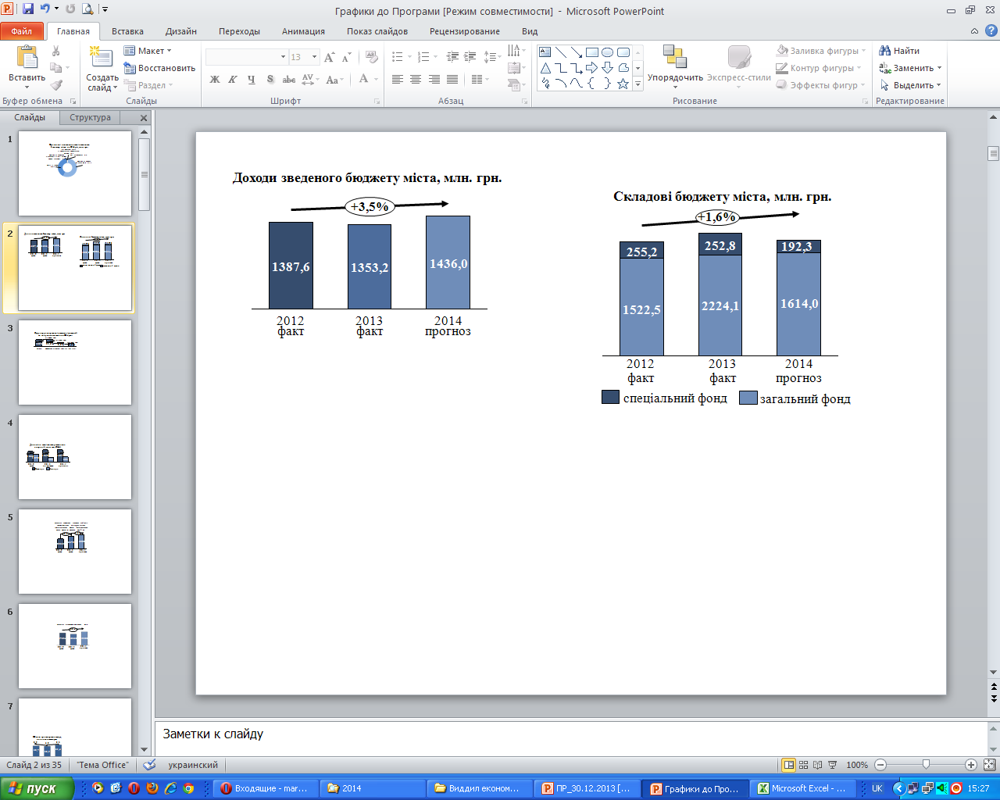 Графики до Програми [Режим совместимости] - Microsoft PowerPoint
Файл Главная Вставка Дизайн Переходы Анимация Показ слайдов Рецензирование Вид
Вставить
Буфер обмена
Создать слайд
Макет
Восстановить
Раздел
Слайды
13
Ж К Ч S abc AV Aa A
Шрифт
Абзац
Упорядочить
Экспресс-стили
Заливка фигуры
Контур фигуры
Эффекты фигур
Рисование
Найти
Заменить
Выделить
Редактирование
Слайды Структура
1
2
3
4
5
6
7
Доходи зведеного бюджету міста, млн. грн.
+3,5%
1387,6 1353,2 1436,0
2012 2013 2014
факт факт прогноз
Складові бюджету міста, млн. грн.
+1,6%
255,2 252,8 192,3
1522,5 2224,1 1614,0
2012 2013 2014
факт факт прогноз
спеціальний фонд загальний фонд
Заметки к слайду
Слайд 2 из 35 "Тема Office" украинский 100%
пуск Входящие - mar... 2014 Виддил економ... ПР_30.12.2013 [... Графики до Про... Microsoft Excel - ... UK 15:27